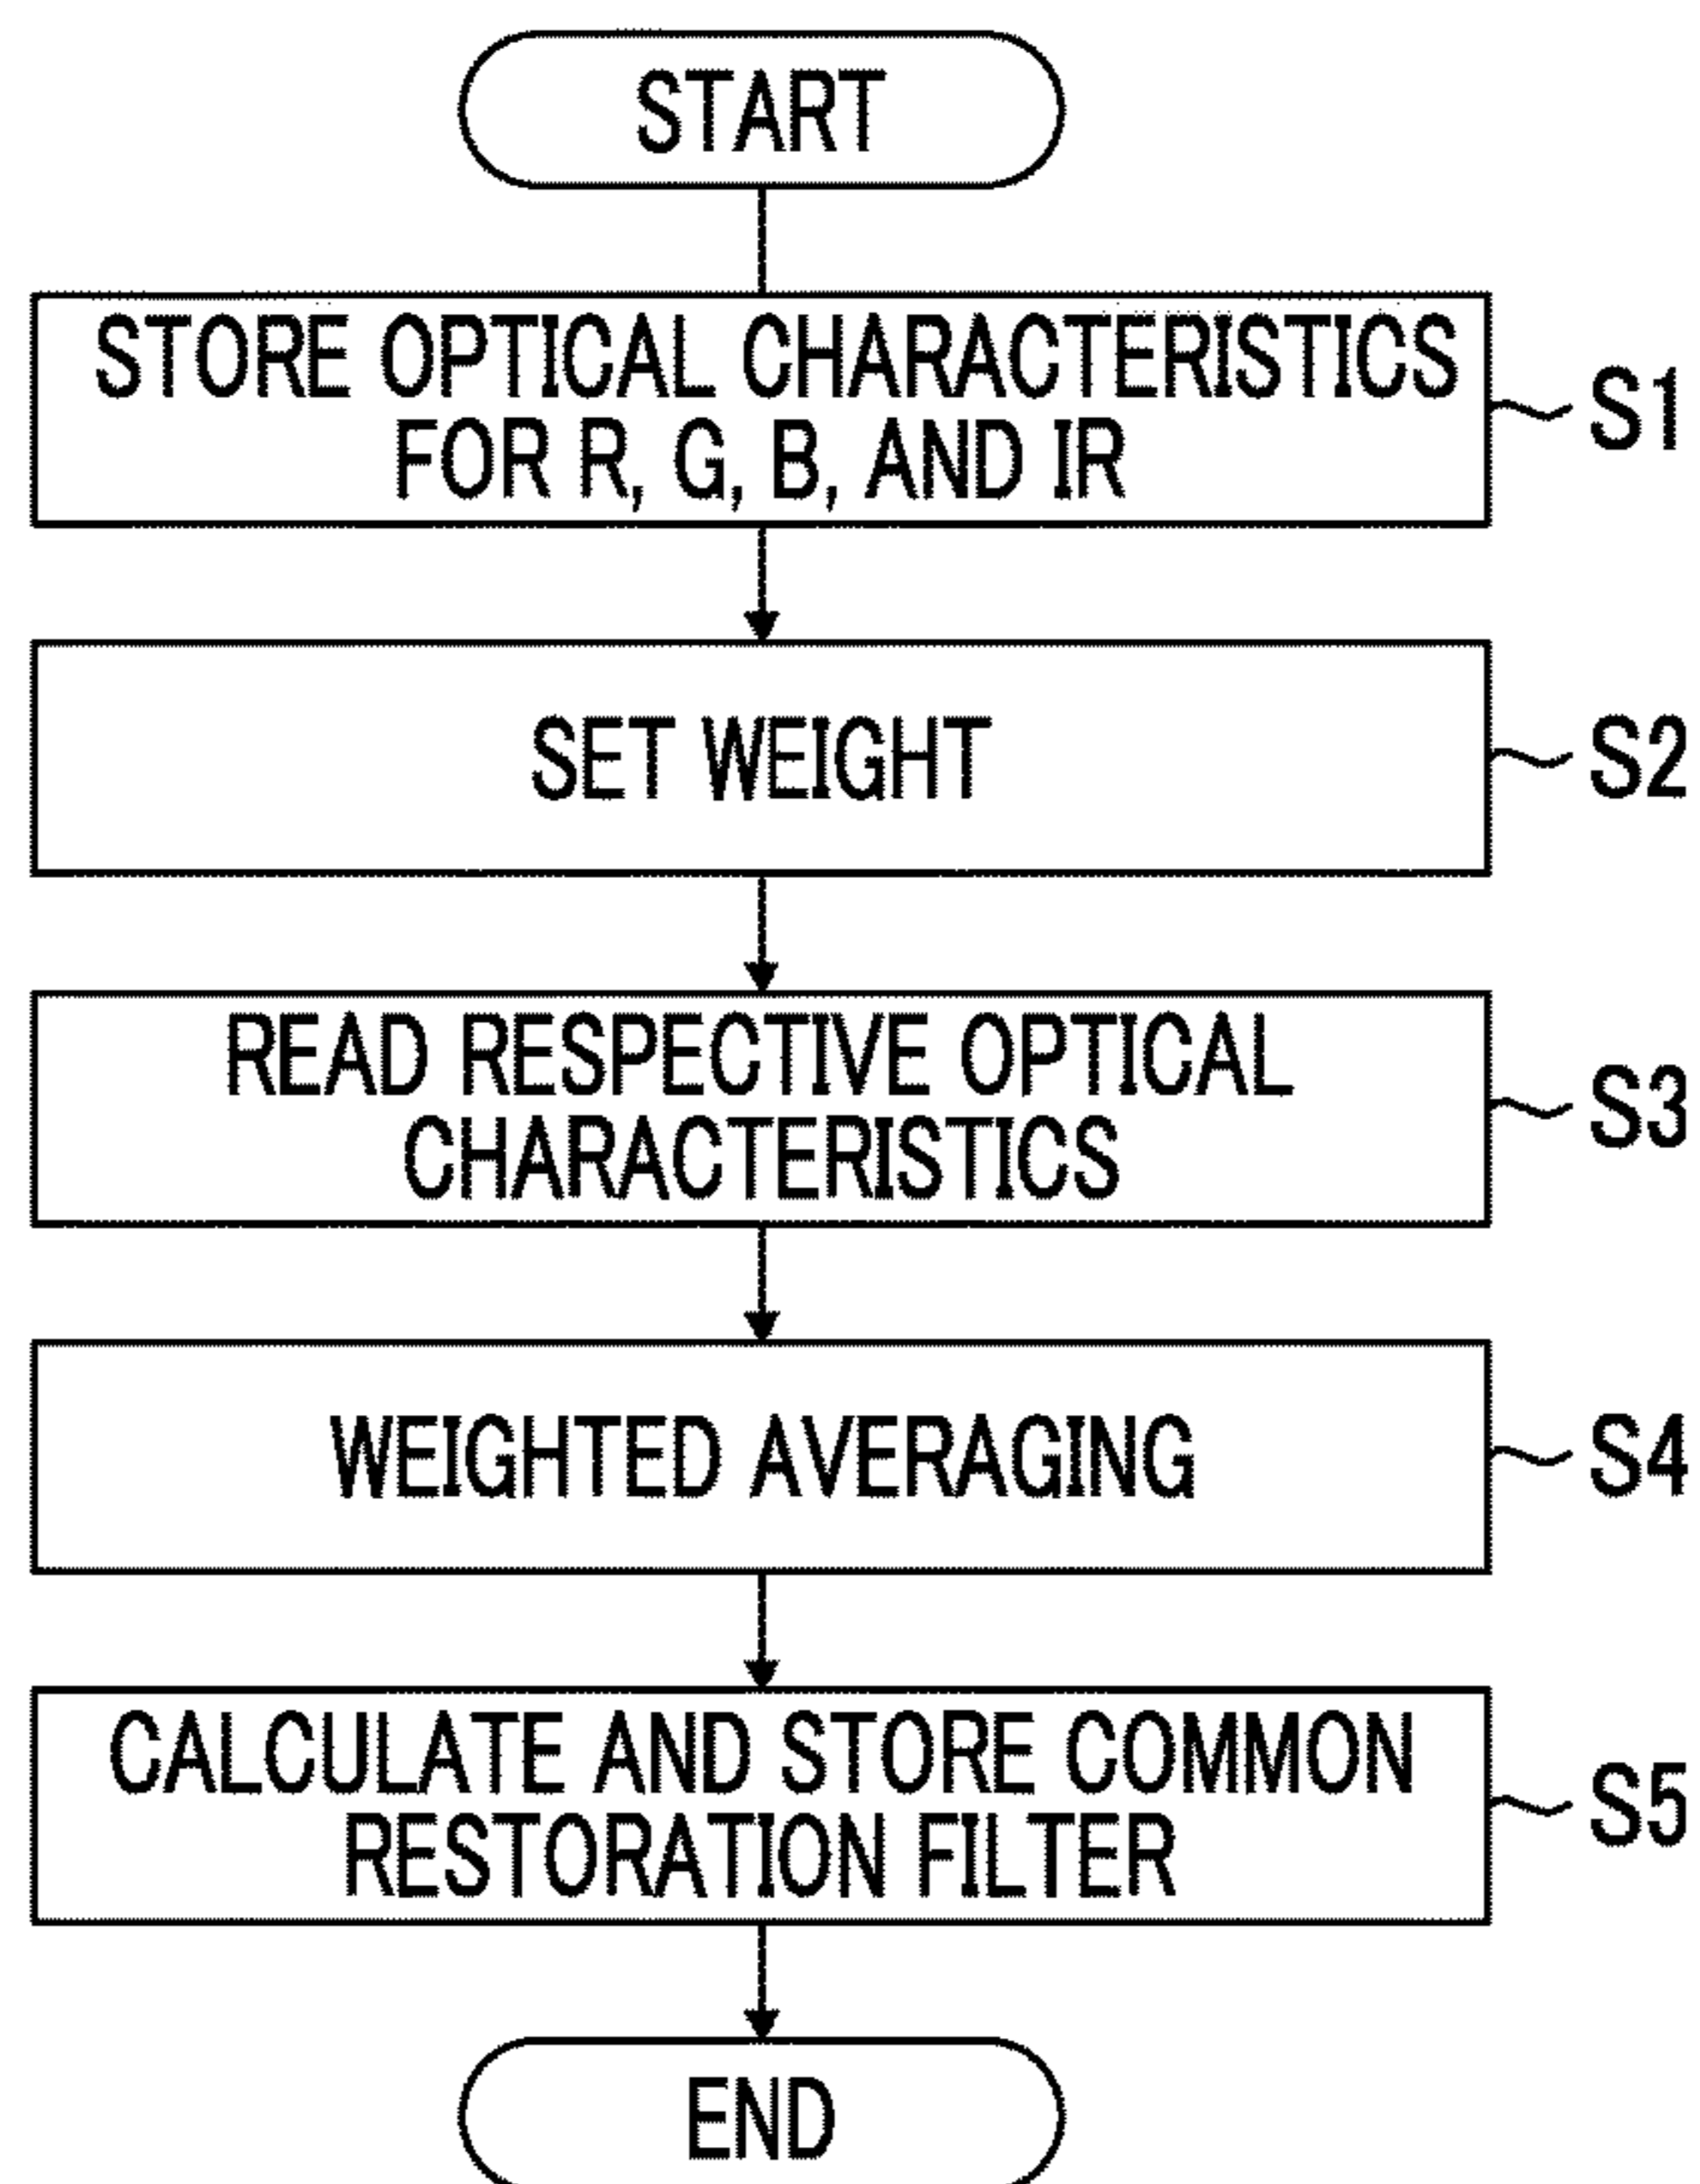 START
STORE OPTICAL CHARACTERISTICS
FOR R, G, B, AND IR
S1
SET WEIGHT
S2
READ RESPECTIVE OPTICAL
CHARACTERISTICS
S3
WEIGHTED AVERAGING
S4
CALCULATE AND STORE COMMON
RESTORATION FILTER
S5
END